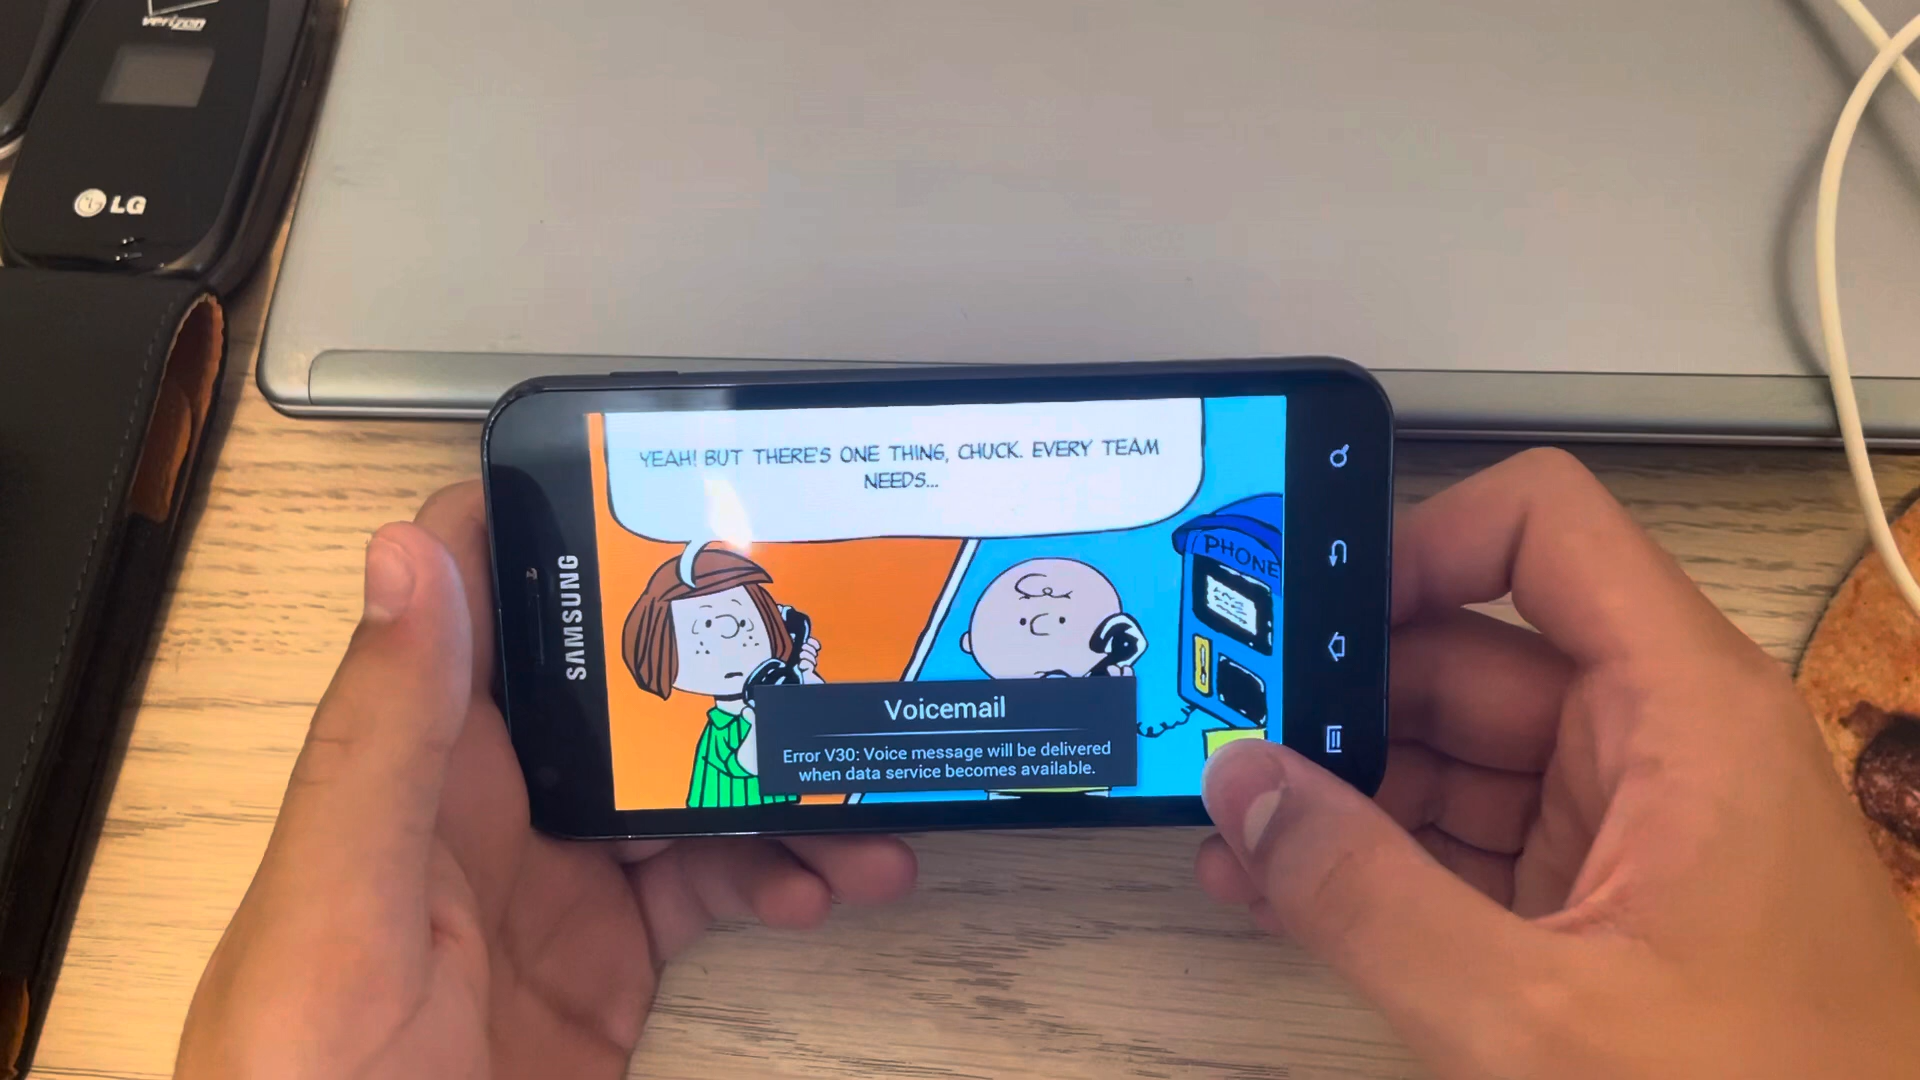 verizon
LG
SAMSUNG
YEAH! BUT THERE'S ONE THING, CHUCK. EVERY TEAM
NEEDS...
PHONE
Voicemail
Error V30: Voice message will be delivered
when data service becomes available.